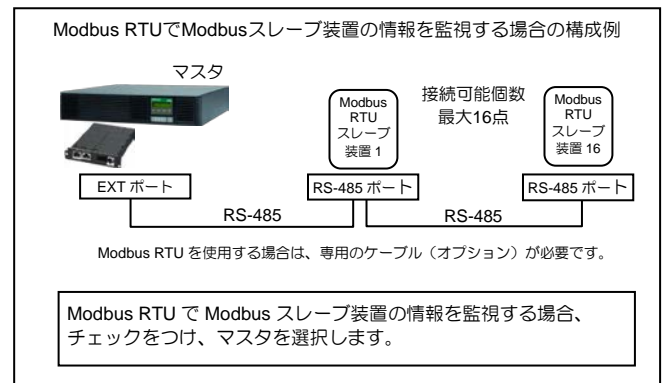 Modbus RTUでModbusスレーブ装置の情報を監視する場合の構成例
マスタ
Modbus
RTU
スレーブ
装置 1
接続可能個数
最大16点
Modbus
RTU
スレーブ
装置 16
EXT ポート
RS-485 ポート
RS-485 ポート
RS-485
RS-485
Modbus RTU を使用する場合は、専用のケーブル（オプション）が必要です。
Modbus RTU で Modbus スレーブ装置の情報を監視する場合、
チェックをつけ、マスタを選択します。